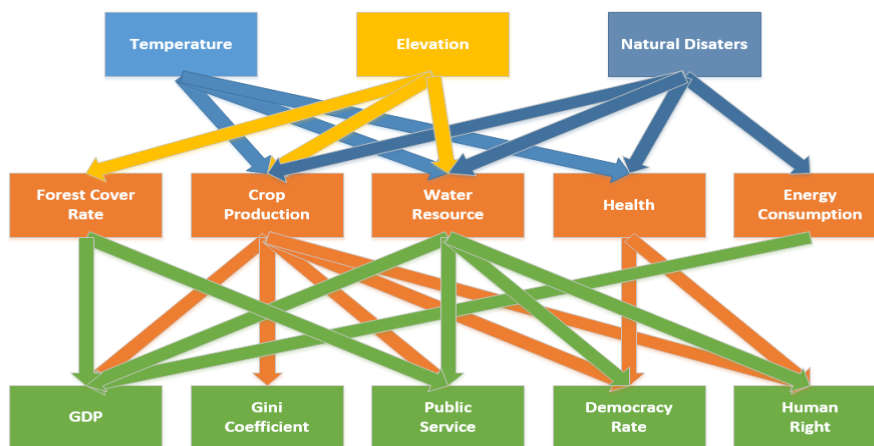 Temperature
Elevation
Natural Disaters
Forest Cover
Rate
Crop
Production
Water
Resource
Health
Energy
Consumption
GDP
Gini
Coefficient
Public
Service
Democracy
Rate
Human
Right